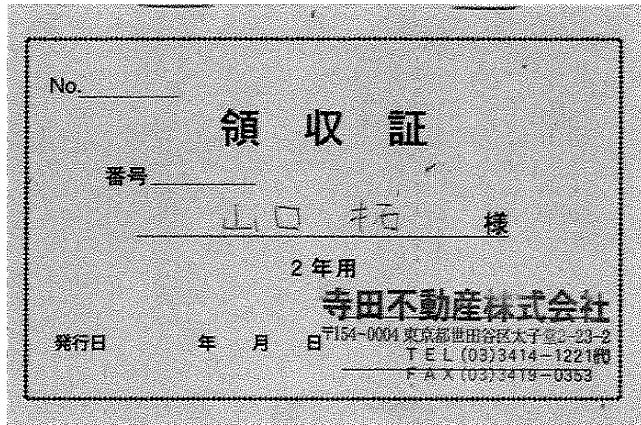 No.
領収証
番号
山口 拓 様
2年用
寺田不動産株式会社
〒154-0004 東京都世田谷区太子堂2-23-2
TEL (03)3414-1221㈹
FAX (03)3419-0353
発行日 年 月 日